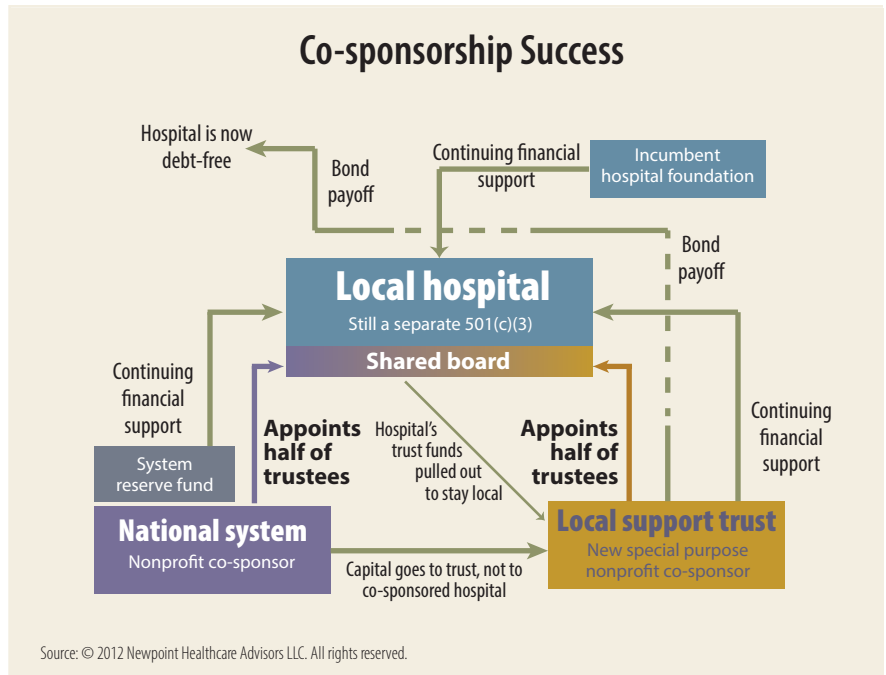 Co-sponsorship Success
Hospital is now
debt-free
Bond
payoff
Continuing financial
support
Incumbent
hospital foundation
Bond
payoff
Local hospital
Still a separate 501(c)(3)
Shared board
Continuing
financial
support
Appoints
half of
trustees
Hospital’s
trust funds
pulled out
to stay local
Appoints
half of
trustees
Continuing
financial
support
System
reserve fund
National system
Nonprofit co-sponsor
Capital goes to trust, not to
co-sponsored hospital
Local support trust
New special purpose
nonprofit co-sponsor
Source: © 2012 Newpoint Healthcare Advisors LLC. All rights reserved.